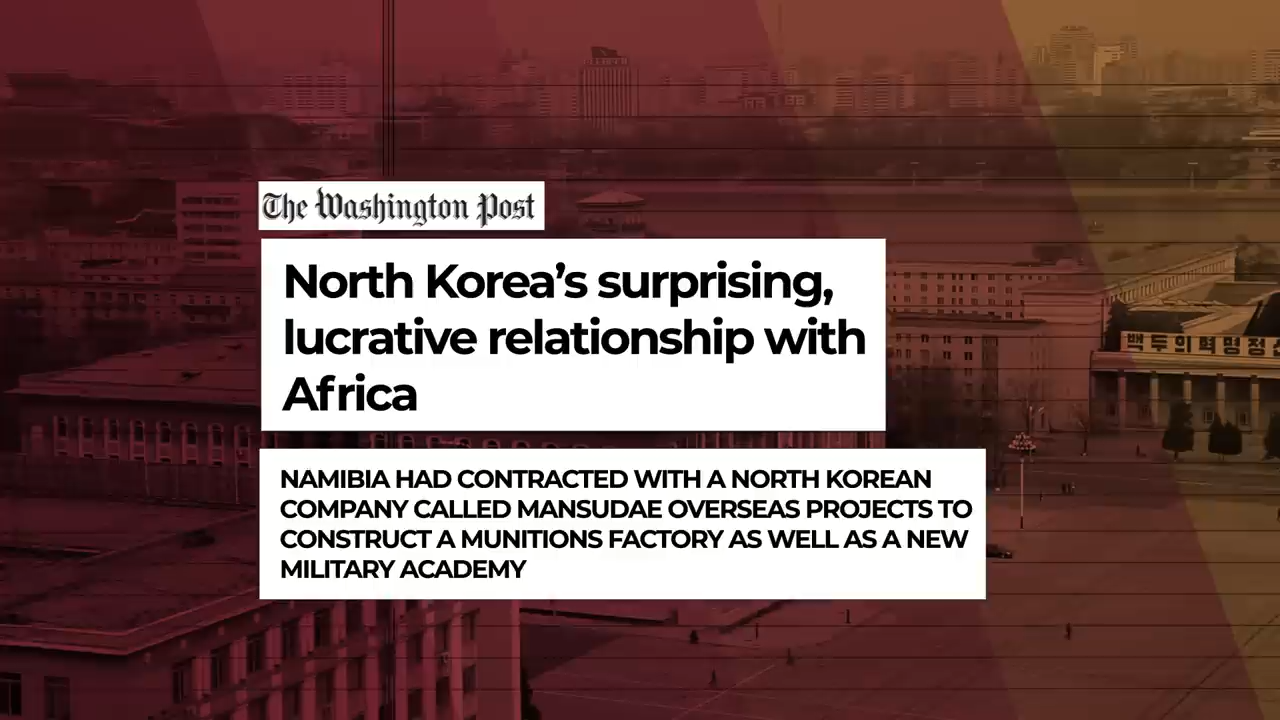 The Washington Post
North Korea’s surprising,
lucrative relationship with
Africa
NAMIBIA HAD CONTRACTED WITH A NORTH KOREAN
COMPANY CALLED MANSUDAE OVERSEAS PROJECTS TO
CONSTRUCT A MUNITIONS FACTORY AS WELL AS A NEW
MILITARY ACADEMY
백두의혁명정신